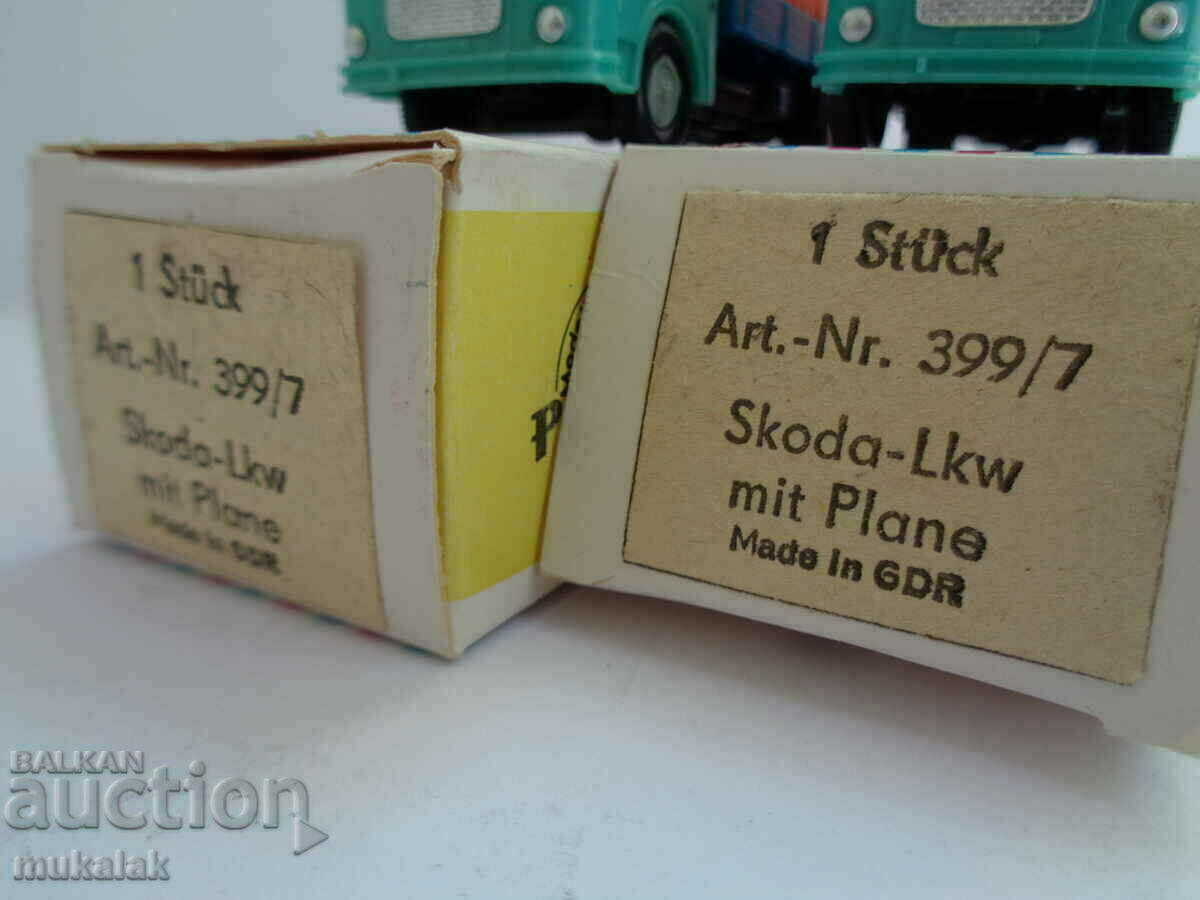 1 Stück
Art.-Nr. 399/7
Skoda-Lkw
mit Plane
Made in GDR
1 Stück
Art.-Nr. 399/7
Skoda-Lkw
mit Plane
Made in GDR
BALKAN
auction
mukalak